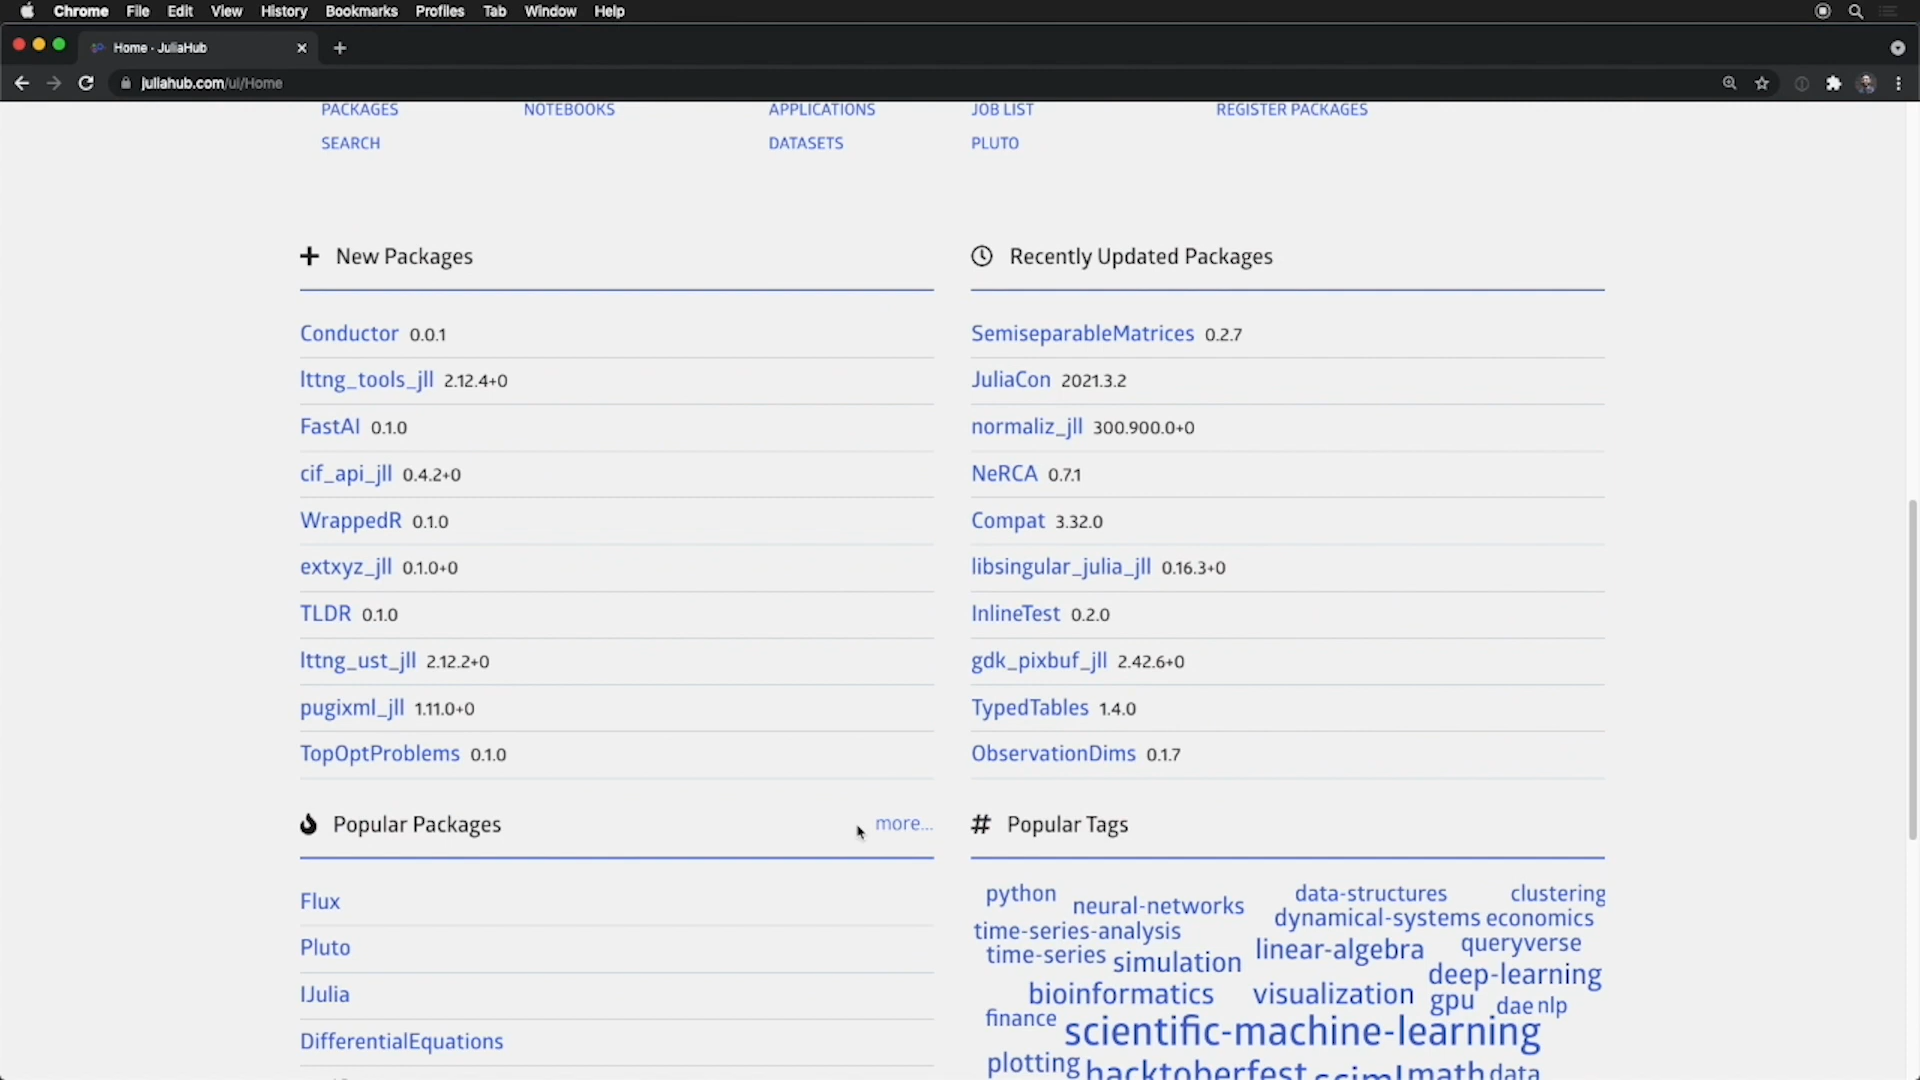 Chrome File Edit View History Bookmarks Profiles Tab Window Help
Home - JuliaHub
juliahub.com/ui/Home
PACKAGES NOTEBOOKS APPLICATIONS JOB LIST REGISTER PACKAGES
SEARCH DATASETS PLUTO
New Packages
Conductor 0.0.1
lttng_tools_jll 2.12.4+0
FastAI 0.1.0
cif_api_jll 0.4.2+0
WrappedR 0.1.0
extxyz_jll 0.1.0+0
TLDR 0.1.0
lttng_ust_jll 2.12.2+0
pugixml_jll 1.11.0+0
TopOptProblems 0.1.0
Recently Updated Packages
SemiseparableMatrices 0.2.7
JuliaCon 2021.3.2
normaliz_jll 300.900.0+0
NeRCA 0.7.1
Compat 3.32.0
libsingular_julia_jll 0.16.3+0
InlineTest 0.2.0
gdk_pixbuf_jll 2.42.6+0
TypedTables 1.4.0
ObservationDims 0.1.7
Popular Packages more...
Flux
Pluto
IJulia
DifferentialEquations
# Popular Tags
python neural-networks data-structures clustering
time-series-analysis dynamical-systems economics
time-series simulation linear-algebra queryverse
bioinformatics visualization deep-learning
finance gpu dae nlp
scientific-machine-learning
plotting hacktoberfest sciml math data